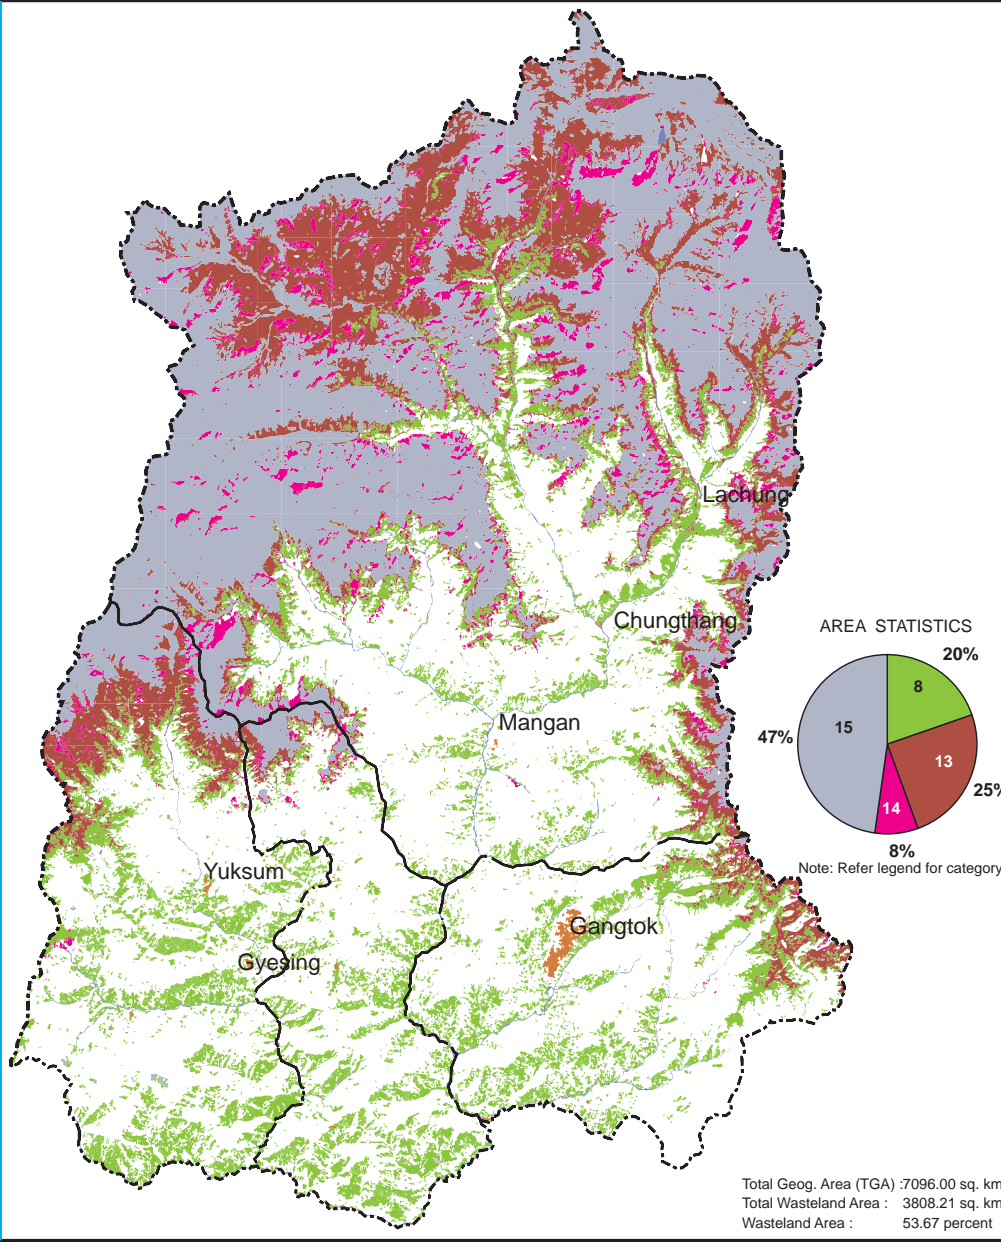 Lachung
Chungthang
AREA STATISTICS
20%
8
15
47%
13
25%
14
8%
Note: Refer legend for category
Mangan
Yuksum
Gangtok
Gyesing
Total Geog. Area (TGA) :7096.00 sq. km
Total Wasteland Area : 3808.21 sq. km
Wasteland Area : 53.67 percent